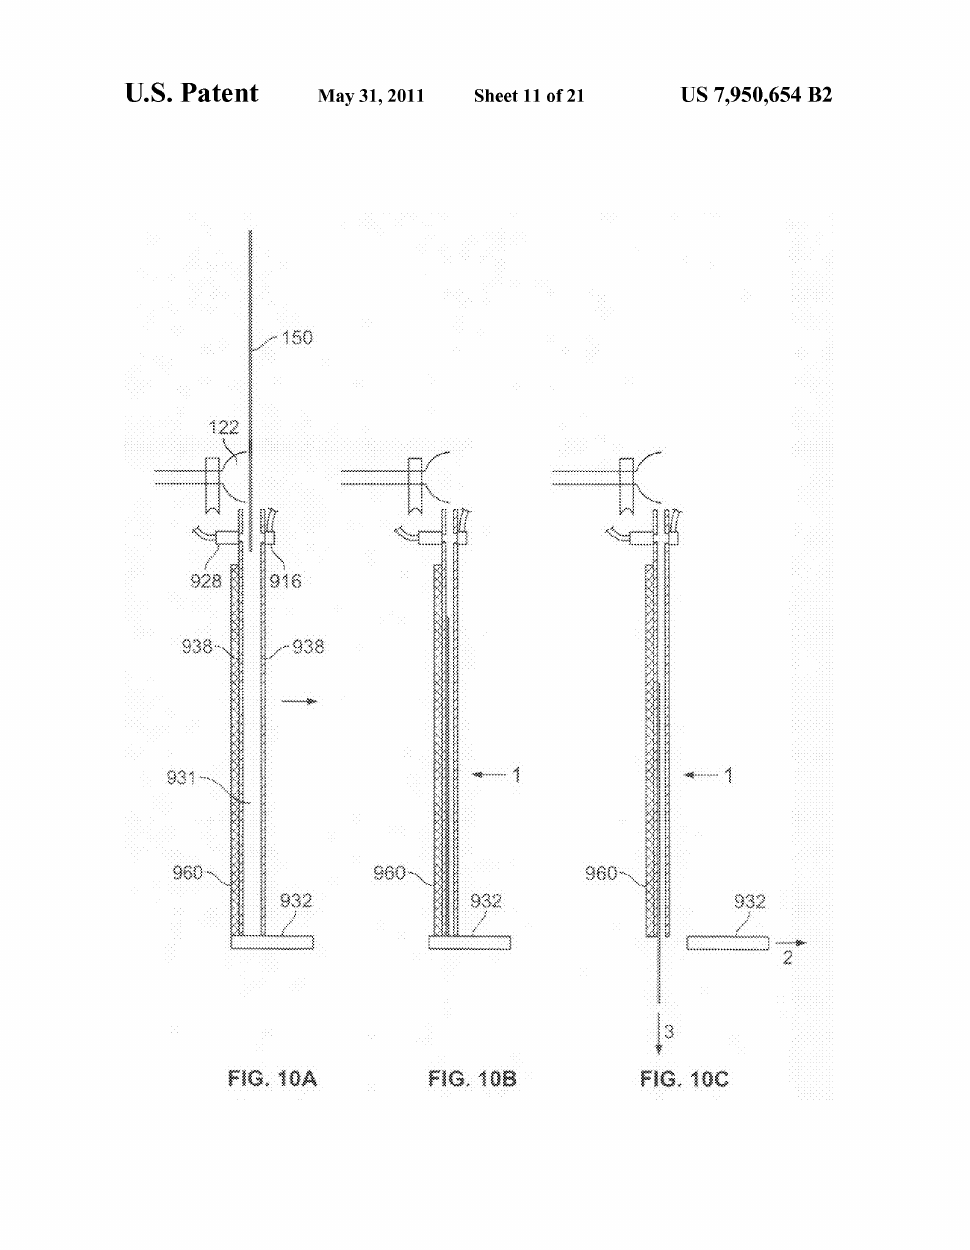 U.S. Patent May 31, 2011 Sheet 11 of 21 US 7,950,654 B2
150
122
928 916
938 938
931 1 1
960 960 960
932 932 932
2
3
FIG. 10A FIG. 10B FIG. 10C